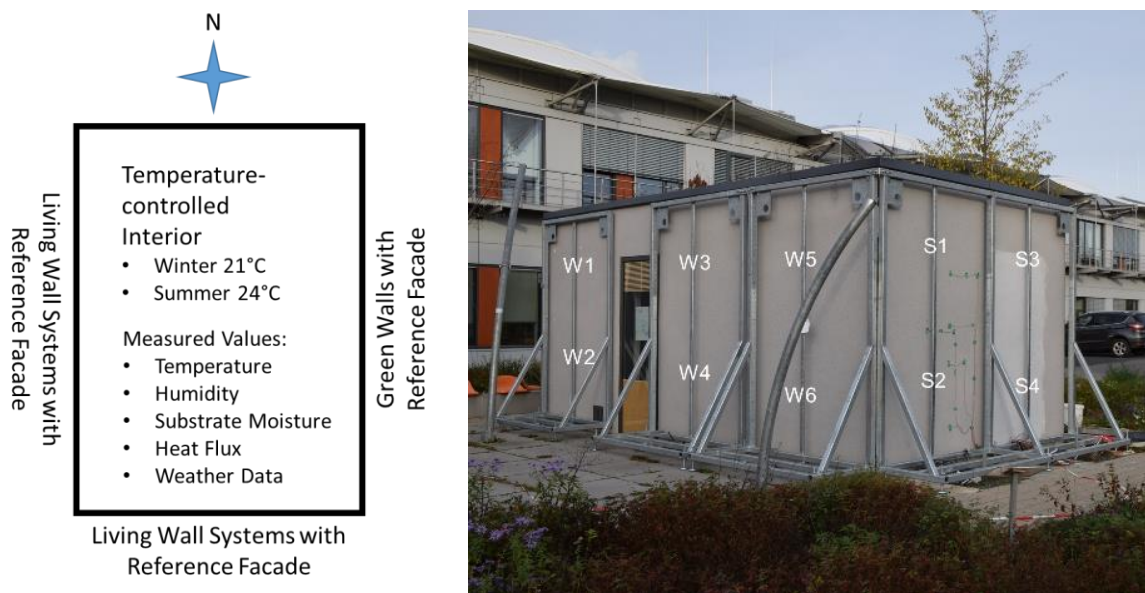 N
Temperature-
controlled
Interior
• Winter 21°C
• Summer 24°C
Measured Values:
• Temperature
• Humidity
• Substrate Moisture
• Heat Flux
• Weather Data
Living Wall Systems with
Reference Facade
Green Walls with
Reference Facade
Living Wall Systems with
Reference Facade
W1
W3
W5
S1
S3
W2
W4
W6
S2
S4